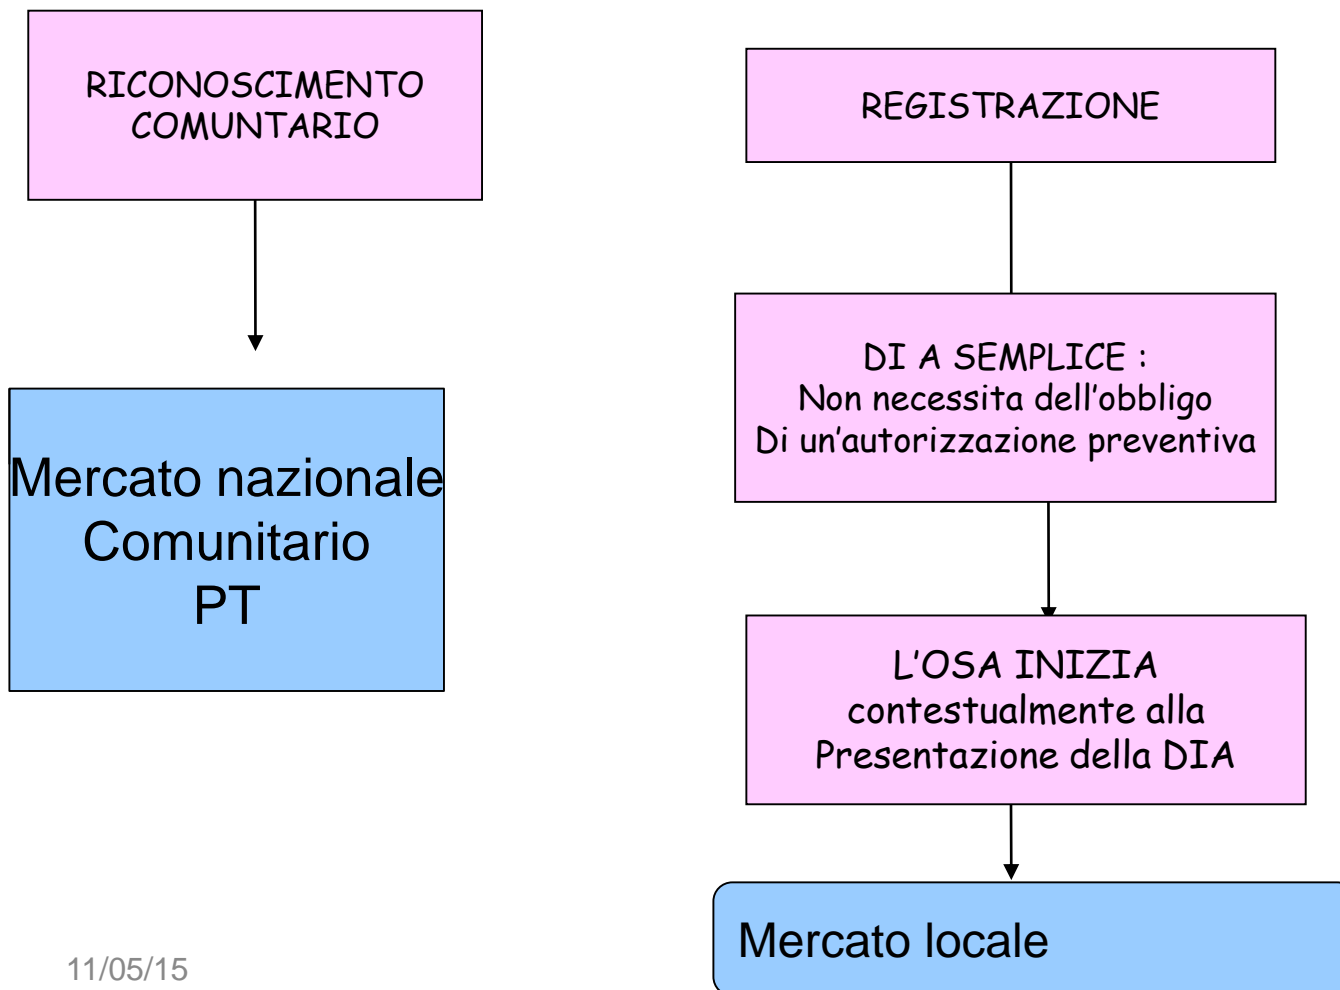 RICONOSCIMENTO
COMUNTARIO
Mercato nazionale
Comunitario
PT
REGISTRAZIONE
DI A SEMPLICE :
Non necessita dell'obbligo
Di un'autorizzazione preventiva
L'OSA INIZIA
contestualmente alla
Presentazione della DIA
Mercato locale
11/05/15